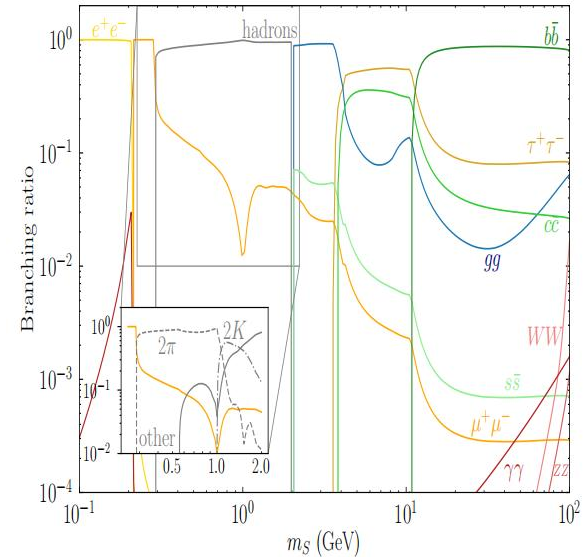 e⁺e⁻
hadrons
bb̄
10⁰
τ⁺τ⁻
10⁻¹
cc̄
gg
Branching ratio
10⁻²
WW
10⁰
2K
2π
10⁻¹
other
10⁻²
0.5 1.0 2.0
10⁻³
ss̄
μ⁺μ⁻
γγ
zz
10⁻⁴
10⁻¹ 10⁰ 10¹ 10²
m_S (GeV)